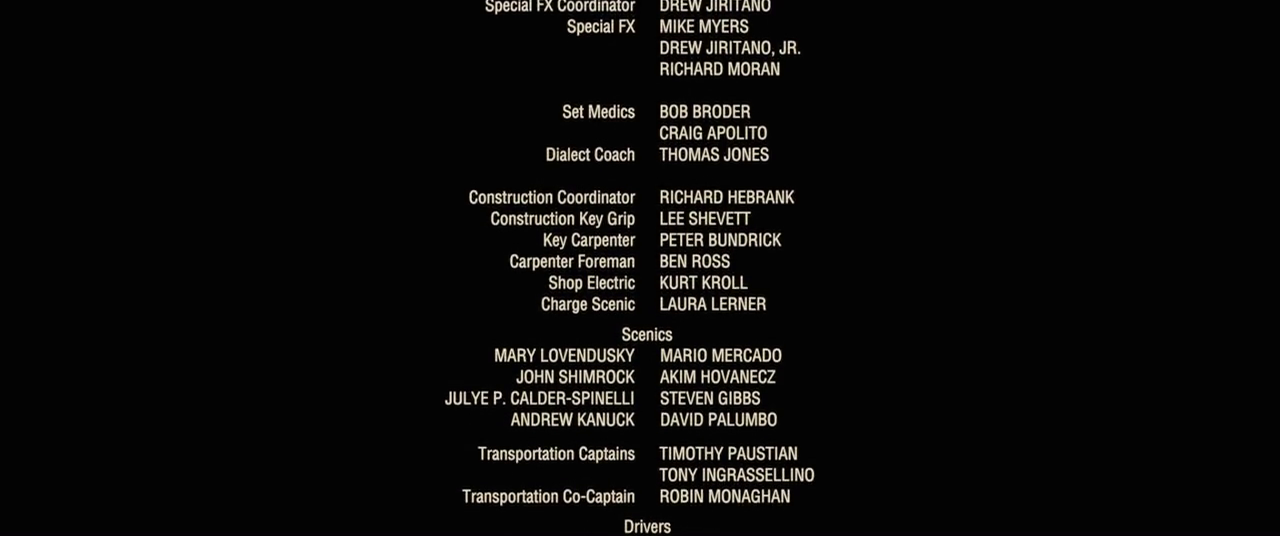 Special FX Coordinator DREW JIRITANO
Special FX MIKE MYERS
DREW JIRITANO, JR.
RICHARD MORAN
Set Medics BOB BRODER
CRAIG APOLITO
Dialect Coach THOMAS JONES
Construction Coordinator RICHARD HEBRANK
Construction Key Grip LEE SHEVETT
Key Carpenter PETER BUNDRICK
Carpenter Foreman BEN ROSS
Shop Electric KURT KROLL
Charge Scenic LAURA LERNER
Scenics
MARY LOVENDUSKY MARIO MERCADO
JOHN SHIMROCK AKIM HOVANECZ
JULYE P. CALDER-SPINELLI STEVEN GIBBS
ANDREW KANUCK DAVID PALUMBO
Transportation Captains TIMOTHY PAUSTIAN
TONY INGRASSELLINO
Transportation Co-Captain ROBIN MONAGHAN
Drivers